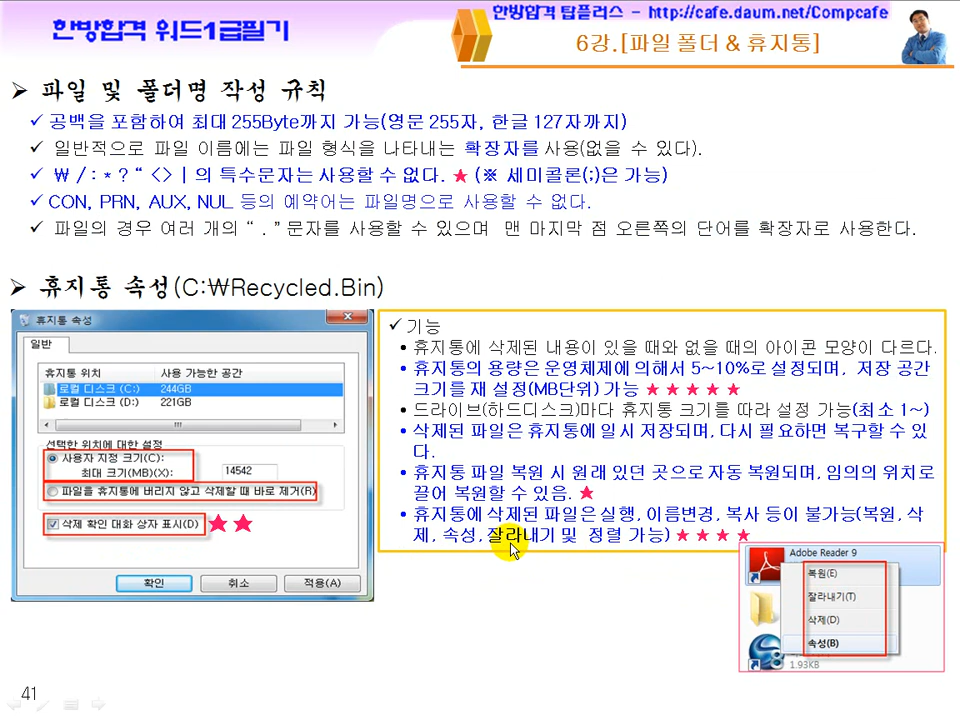 한방합격 워드1급필기
한방합격 탑플러스 - http://cafe.daum.net/Compcafe
6강.[파일 폴더 & 휴지통]
➢ 파일 및 폴더명 작성 규칙
✓ 공백을 포함하여 최대 255Byte까지 가능(영문 255자, 한글 127자까지)
✓ 일반적으로 파일 이름에는 파일 형식을 나타내는 확장자를 사용(없을 수 있다).
✓ ₩ / : * ? “ <> | 의 특수문자는 사용할 수 없다. ★ (※ 세미콜론(;)은 가능)
✓ CON, PRN, AUX, NUL 등의 예약어는 파일명으로 사용할 수 없다.
✓ 파일의 경우 여러 개의 “ . ” 문자를 사용할 수 있으며 맨 마지막 점 오른쪽의 단어를 확장자로 사용한다.
➢ 휴지통 속성(C:₩Recycled.Bin)
휴지통 속성
일반
휴지통 위치 사용 가능한 공간
로컬 디스크 (C:) 244GB
로컬 디스크 (D:) 221GB
선택한 위치에 대한 설정
사용자 지정 크기(C):
최대 크기(MB)(X): 14542
파일을 휴지통에 버리지 않고 삭제할 때 바로 제거(R)
삭제 확인 대화 상자 표시(D) ★★
확인 취소 적용(A)
✓ 기능
• 휴지통에 삭제된 내용이 있을 때와 없을 때의 아이콘 모양이 다르다.
• 휴지통의 용량은 운영체제에 의해서 5~10%로 설정되며, 저장 공간
크기를 재 설정(MB단위) 가능 ★ ★ ★ ★ ★
• 드라이브(하드디스크)마다 휴지통 크기를 따라 설정 가능(최소 1~)
• 삭제된 파일은 휴지통에 일시 저장되며, 다시 필요하면 복구할 수 있
다.
• 휴지통 파일 복원 시 원래 있던 곳으로 자동 복원되며, 임의의 위치로
끌어 복원할 수 있음. ★
• 휴지통에 삭제된 파일은 실행, 이름변경, 복사 등이 불가능(복원, 삭
제, 속성, 잘라내기 및 정렬 가능) ★ ★ ★ ★
Adobe Reader 9
복원(E)
잘라내기(T)
삭제(D)
속성(B)
1.93KB
41